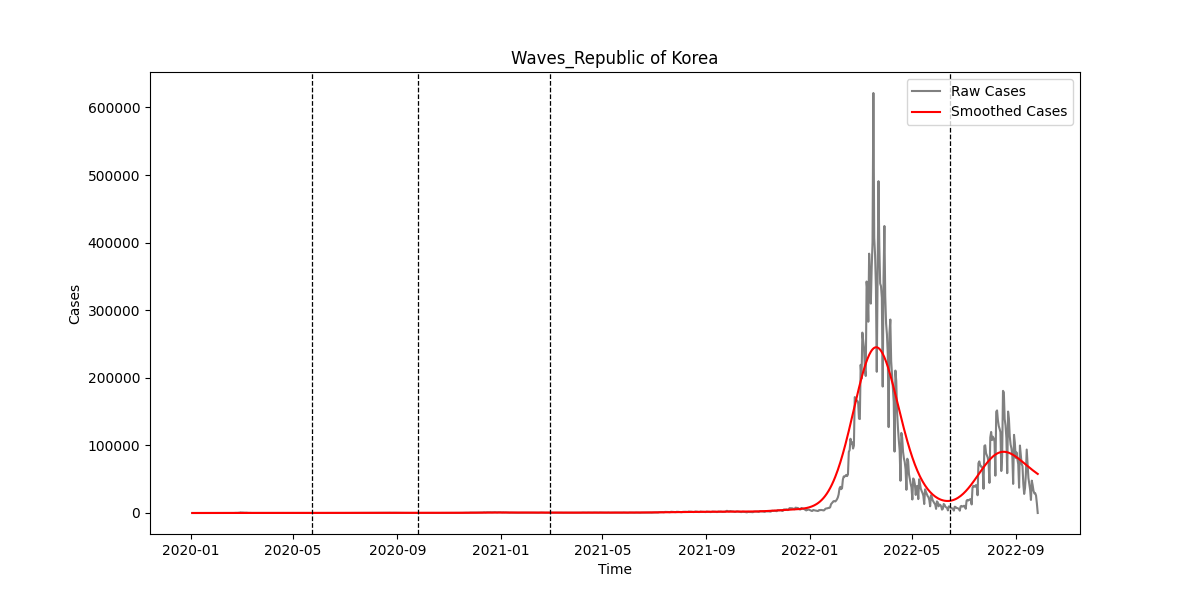 Waves_Republic of Korea
Raw Cases
Smoothed Cases
600000
500000
400000
300000
200000
100000
0
Cases
2020-01 2020-05 2020-09 2021-01 2021-05 2021-09 2022-01 2022-05 2022-09
Time